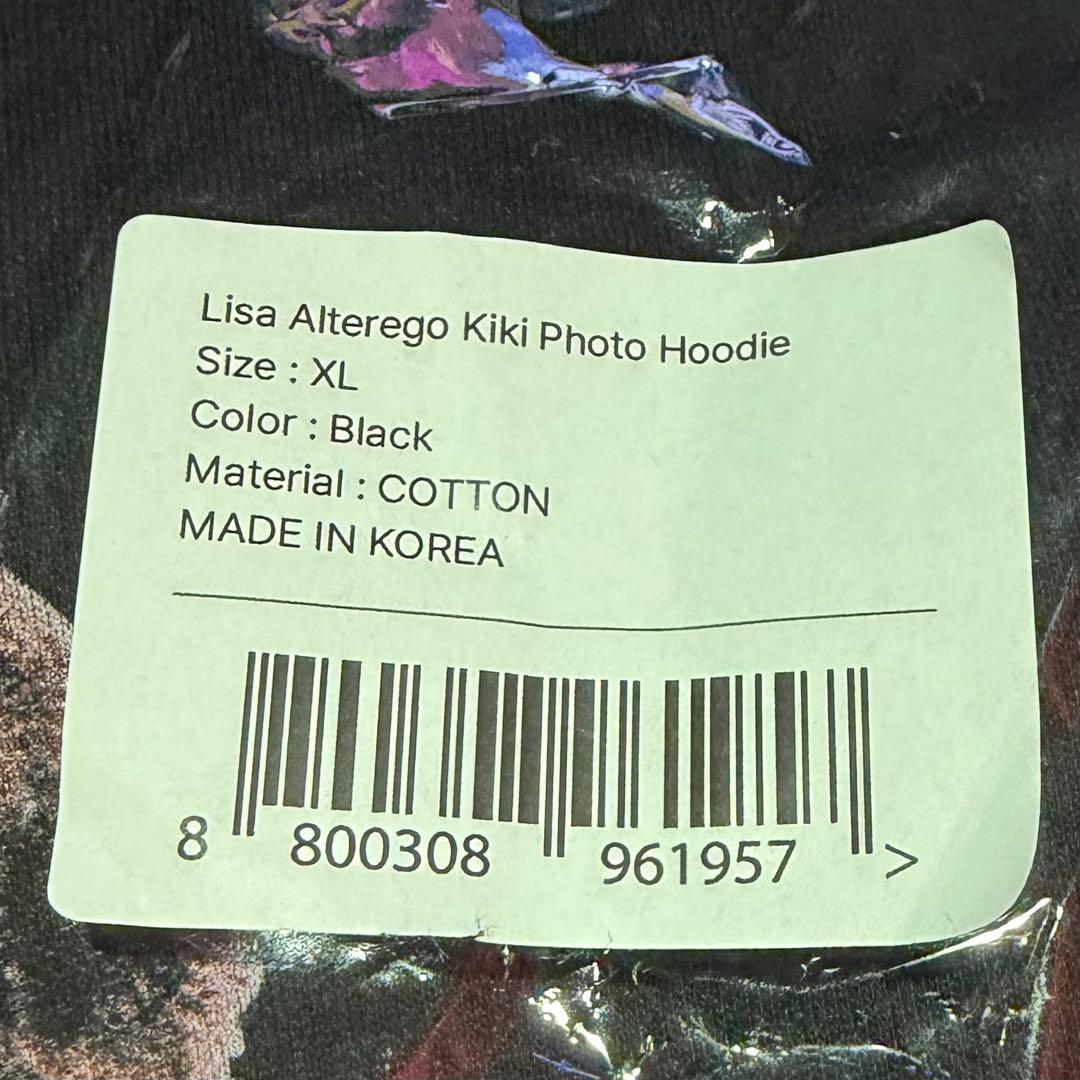 Lisa Alterego Kiki Photo Hoodie
Size : XL
Color : Black
Material : COTTON
MADE IN KOREA
8 800308 961957 >